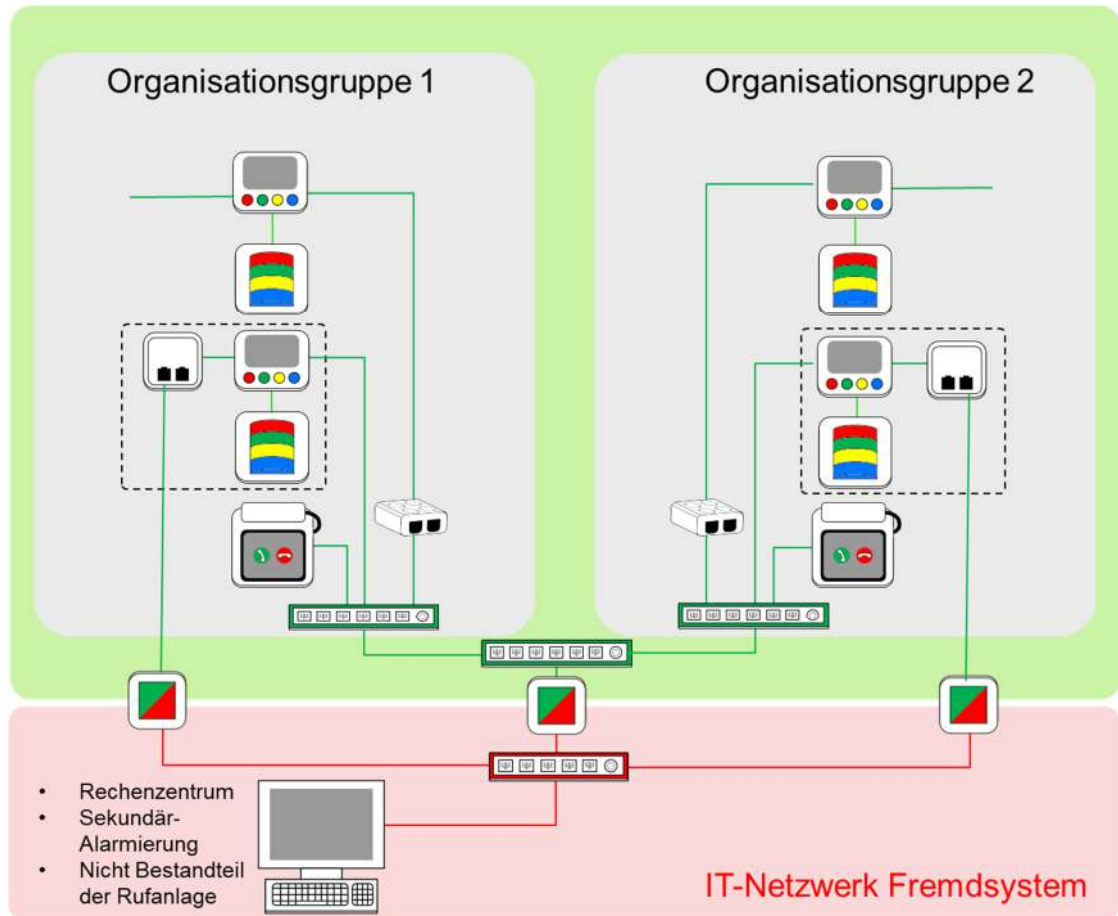 Organisationsgruppe 1
Organisationsgruppe 2
• Rechenzentrum
• Sekundär-
Alarmierung
• Nicht Bestandteil
der Rufanlage
IT-Netzwerk Fremdsystem